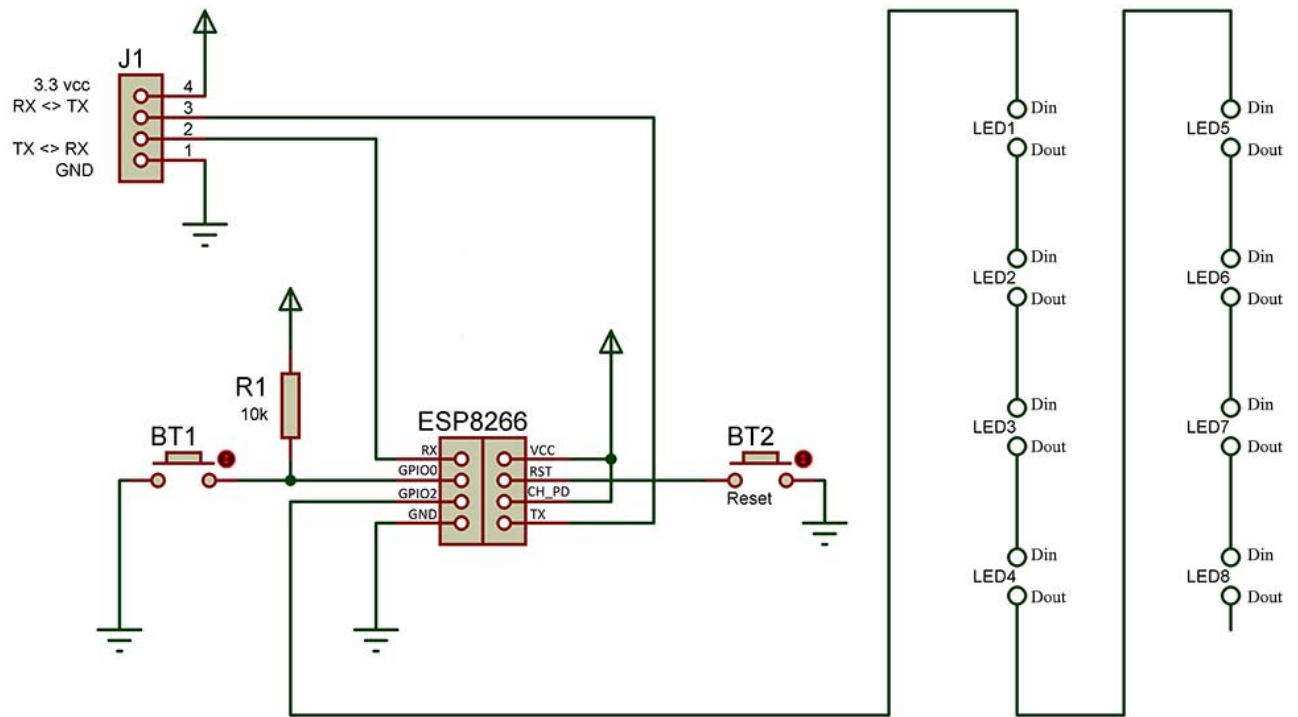 J1
3.3 vcc
RX <> TX
TX <> RX
GND
4
3
2
1
R1
10k
BT1
ESP8266
RX
GPIO0
GPIO2
GND
VCC
RST
CH_PD
TX
BT2
Reset
Din
LED1
Dout
Din
LED2
Dout
Din
LED3
Dout
Din
LED4
Dout
Din
LED5
Dout
Din
LED6
Dout
Din
LED7
Dout
Din
LED8
Dout